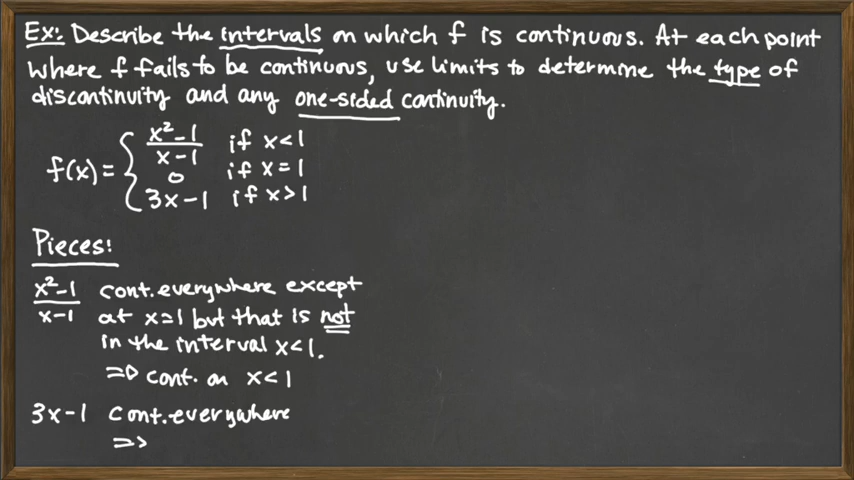 Ex: Describe the intervals on which f is continuous. At each point
where f fails to be continuous, use limits to determine the type of
discontinuity and any one-sided continuity.
f(x) = { (x²-1)/(x-1) if x<1
0 if x=1
3x-1 if x>1
Pieces:
(x²-1)/(x-1) cont. everywhere except
at x=1 but that is not
in the interval x<1.
⇒ cont. on x<1
3x-1 cont. everywhere
⇒